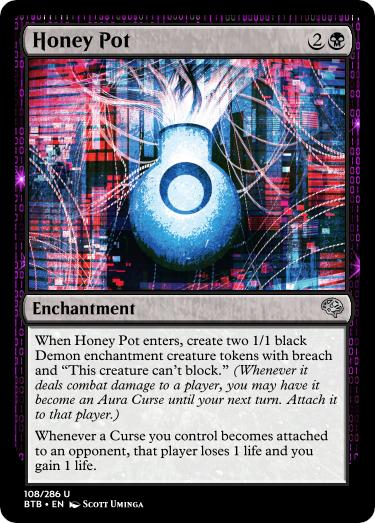 Honey Pot
2
Enchantment
When Honey Pot enters, create two 1/1 black
Demon enchantment creature tokens with breach
and “This creature can’t block.” (Whenever it
deals combat damage to a player, you may have it
become an Aura Curse until your next turn. Attach it
to that player.)
Whenever a Curse you control becomes attached
to an opponent, that player loses 1 life and you
gain 1 life.
108/286 U
BTB • EN Scott Uminga